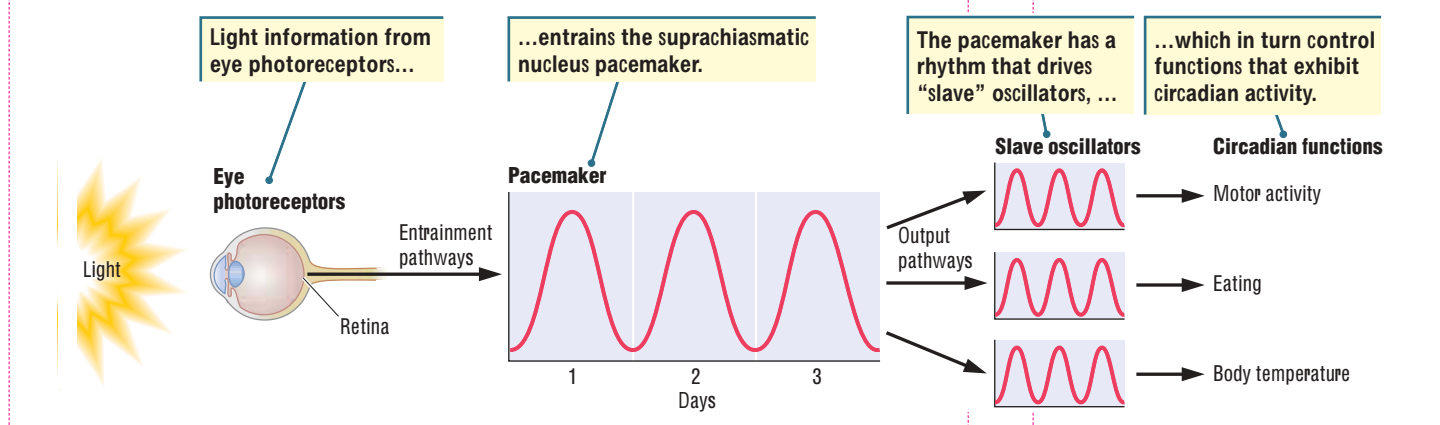 Light information from
eye photoreceptors…
…entrains the suprachiasmatic
nucleus pacemaker.
The pacemaker has a
rhythm that drives
“slave” oscillators, …
…which in turn control
functions that exhibit
circadian activity.
Light
Eye
photoreceptors
Retina
Entrainment
pathways
Pacemaker
1 2 3
Days
Output
pathways
Slave oscillators
Circadian functions
Motor activity
Eating
Body temperature